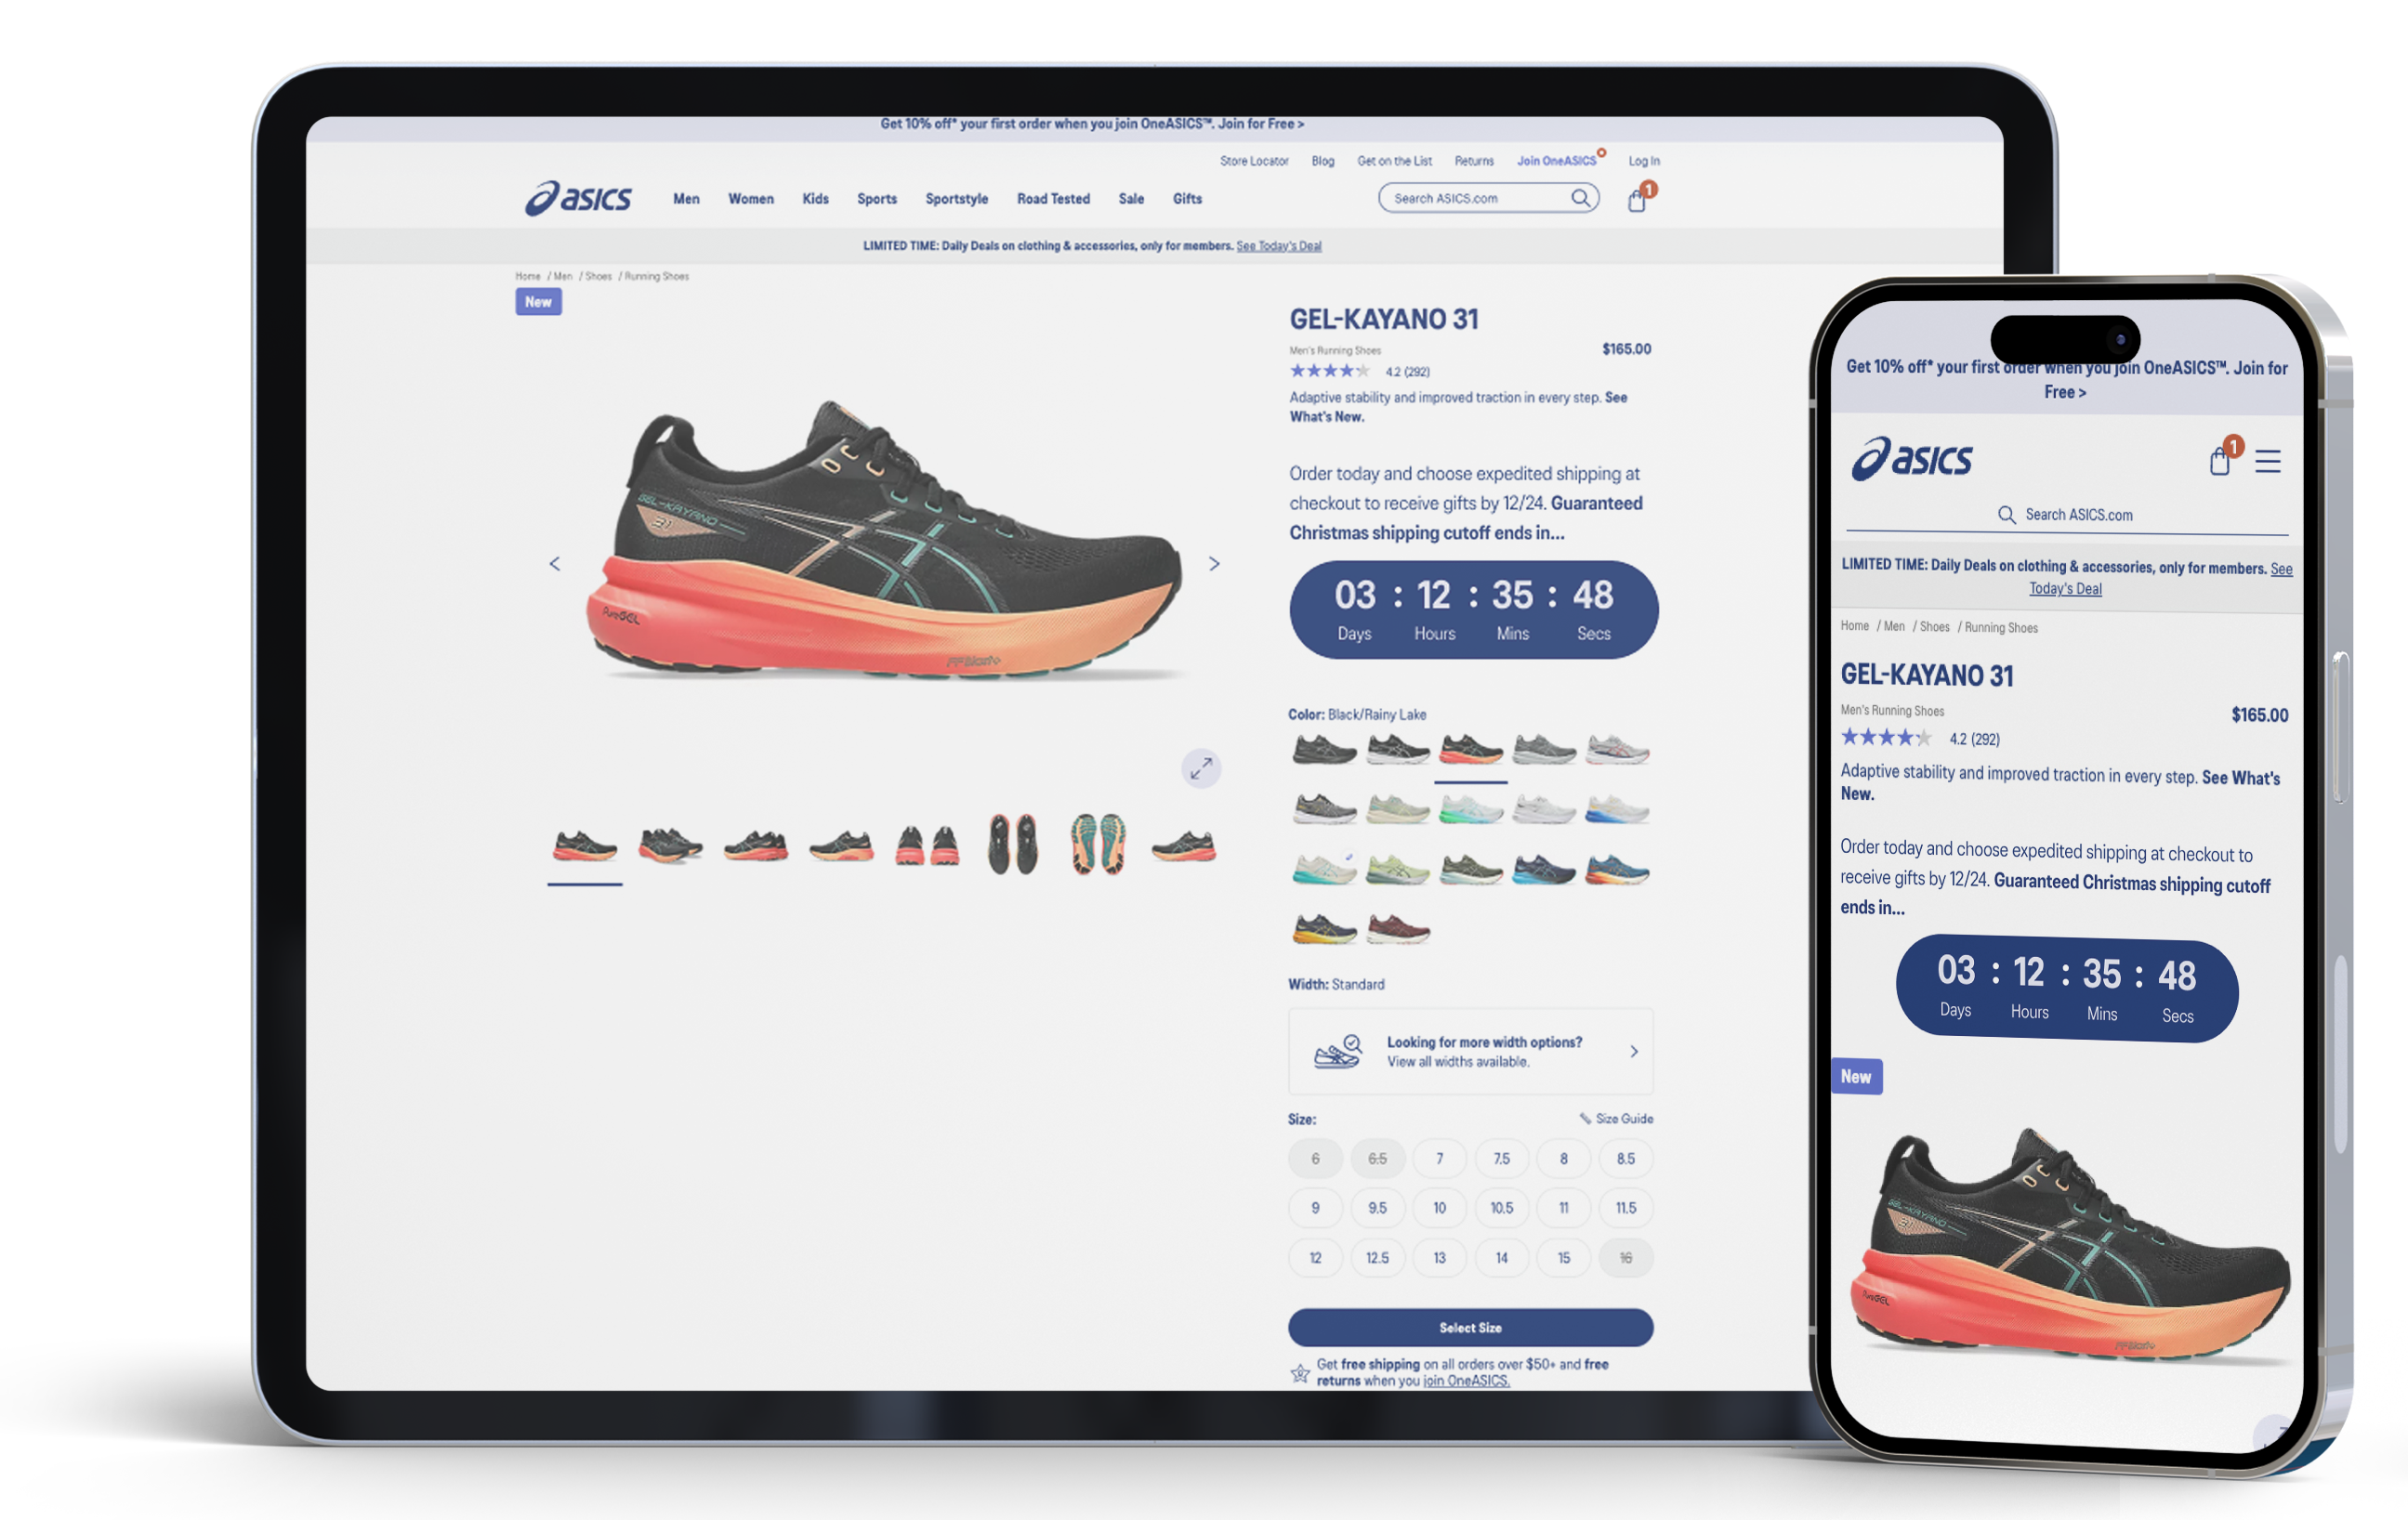 Get 10% off* your first order when you join OneASICS™. Join for Free >
Store Locator Blog Get on the List Returns Join OneASICS Log In
asics Men Women Kids Sports Sportstyle Road Tested Sale Gifts Search ASICS.com 1
LIMITED TIME: Daily Deals on clothing & accessories, only for members. See Today's Deal
Home / Men / Shoes / Running Shoes
New
GEL-KAYANO 31
Men's Running Shoes $165.00
4.2 (292)
Adaptive stability and improved traction in every step. See
What's New.
Order today and choose expedited shipping at
checkout to receive gifts by 12/24. Guaranteed
Christmas shipping cutoff ends in...
03 : 12 : 35 : 48
Days Hours Mins Secs
GEL-KAYANO
31
PureGEL
FF Blast+
Color: Black/Rainy Lake
Width: Standard
Looking for more width options?
View all widths available.
Size: Size Guide
6 6.5 7 7.5 8 8.5
9 9.5 10 10.5 11 11.5
12 12.5 13 14 15 16
Select Size
Get free shipping on all orders over $50+ and free
returns when you join OneASICS.
Get 10% off* your first order when you join OneASICS™. Join for
Free >
asics 1
Search ASICS.com
LIMITED TIME: Daily Deals on clothing & accessories, only for members. See
Today's Deal
Home / Men / Shoes / Running Shoes
GEL-KAYANO 31
Men's Running Shoes $165.00
4.2 (292)
Adaptive stability and improved traction in every step. See What's
New.
Order today and choose expedited shipping at checkout to
receive gifts by 12/24. Guaranteed Christmas shipping cutoff
ends in...
03 : 12 : 35 : 48
Days Hours Mins Secs
New
GEL-KAYANO
31
PureGEL
FF Blast+